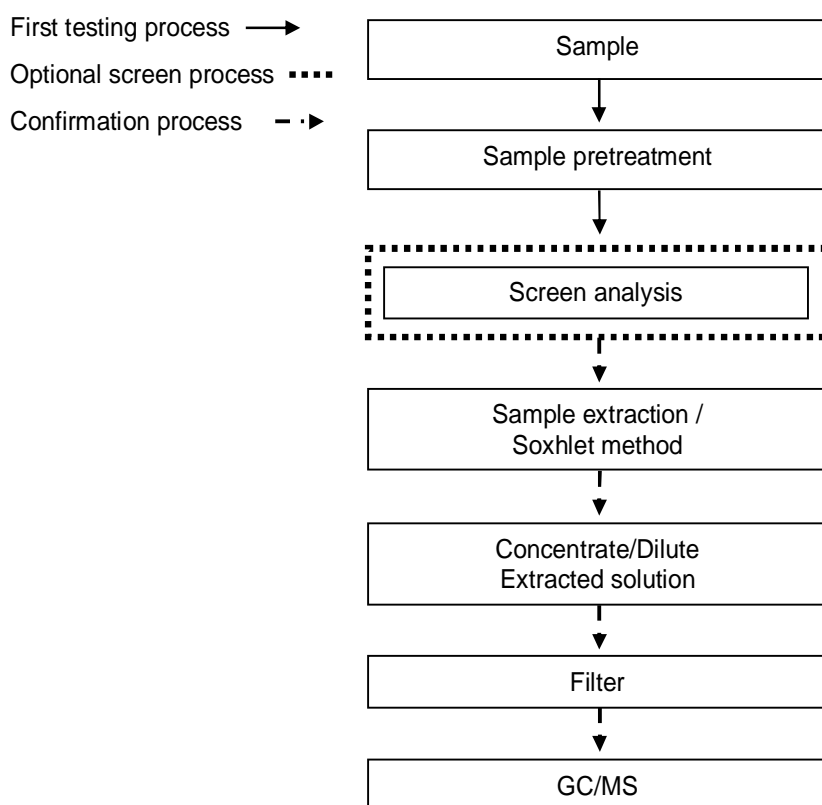 First testing process
Optional screen process
Confirmation process
Sample
Sample pretreatment
Screen analysis
Sample extraction /
Soxhlet method
Concentrate/Dilute
Extracted solution
Filter
GC/MS